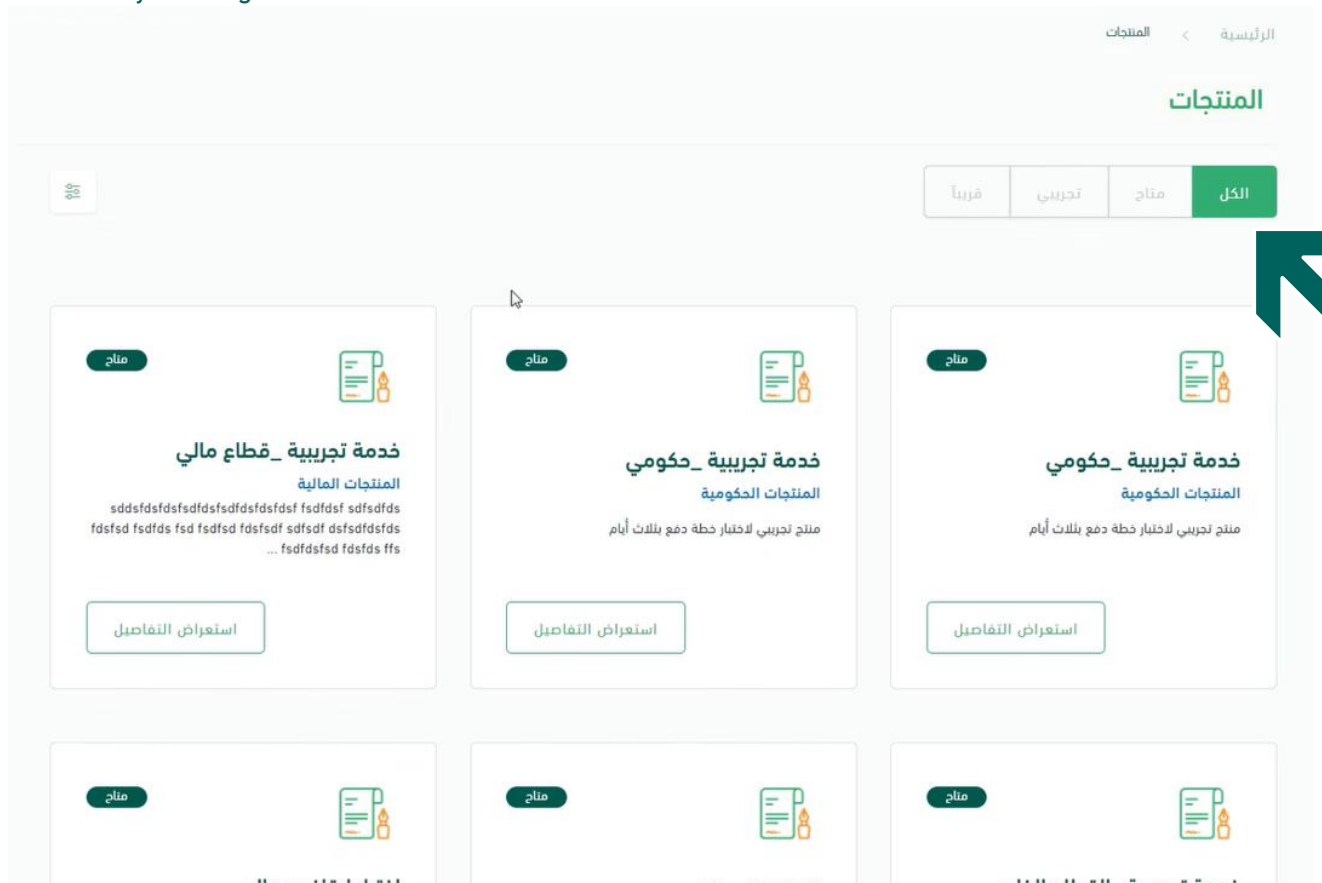 الرئيسية > المنتجات
المنتجات
الكل
متاح
تجريبي
قريباً
متاح
خدمة تجريبية _حكومي
المنتجات الحكومية
منتج تجريبي لاختبار خطة دفع بثلاث أيام
استعراض التفاصيل
متاح
خدمة تجريبية _حكومي
المنتجات الحكومية
منتج تجريبي لاختبار خطة دفع بثلاث أيام
استعراض التفاصيل
متاح
خدمة تجريبية _قطاع مالي
المنتجات المالية
sddsfdsfdsfsdfdsfsdfdsfdsfdsf fsdfdsf sdfsdfds
fdsfsd fsdfds fsd fsdfsd fdsfsdf sdfsdf dsfsdfdsfds
... fsdfdsfsd fdsfds ffs
استعراض التفاصيل
متاح
متاح
متاح